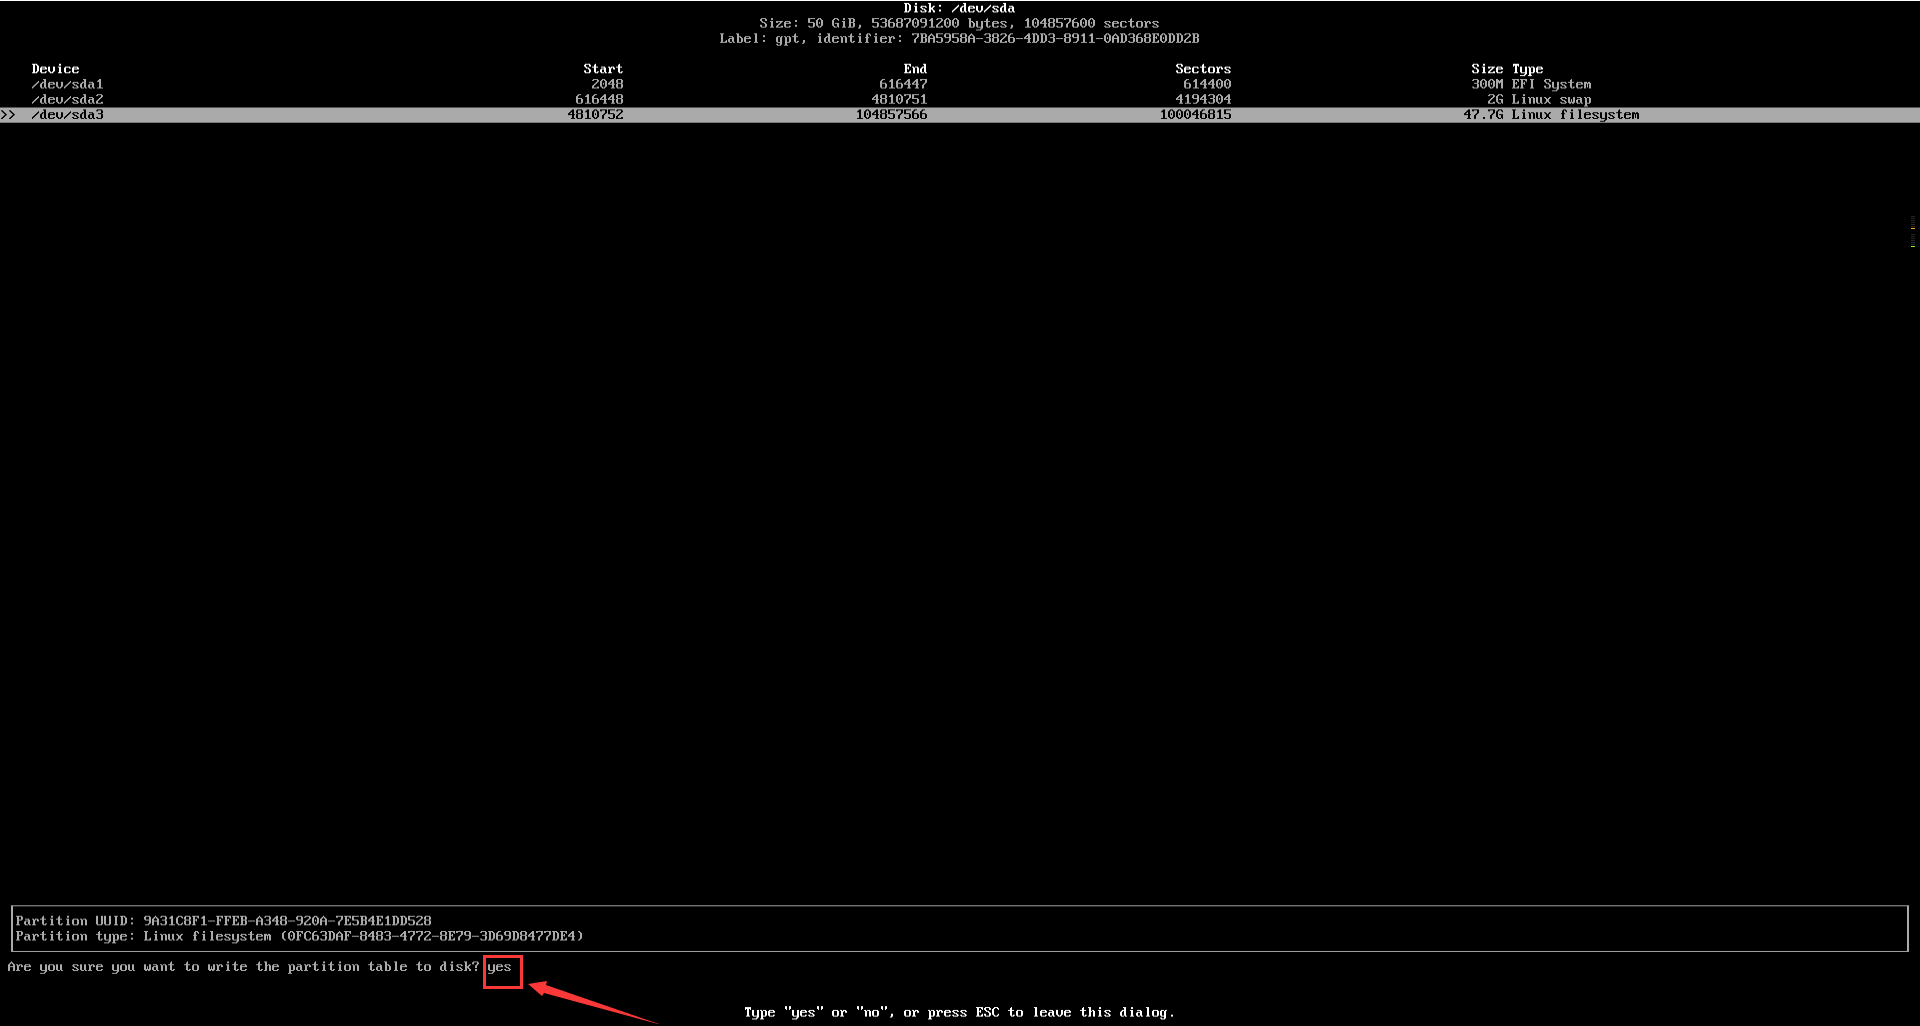 Disk: /dev/sda
Size: 50 GiB, 53687091200 bytes, 104857600 sectors
Label: gpt, identifier: 7BA5958A-3826-4DD3-8911-0AD368E0DD2B
Device Start End Sectors Size Type
/dev/sda1 2048 616447 614400 300M EFI System
/dev/sda2 616448 4810751 4194304 2G Linux swap
>> /dev/sda3 4810752 104857566 100046815 47.7G Linux filesystem
Partition UUID: 9A31C8F1-FFEB-A348-920A-7E5B4E1DD528
Partition type: Linux filesystem (0FC63DAF-8483-4772-8E79-3D69D8477DE4)
Are you sure you want to write the partition table to disk? yes
Type "yes" or "no", or press ESC to leave this dialog.